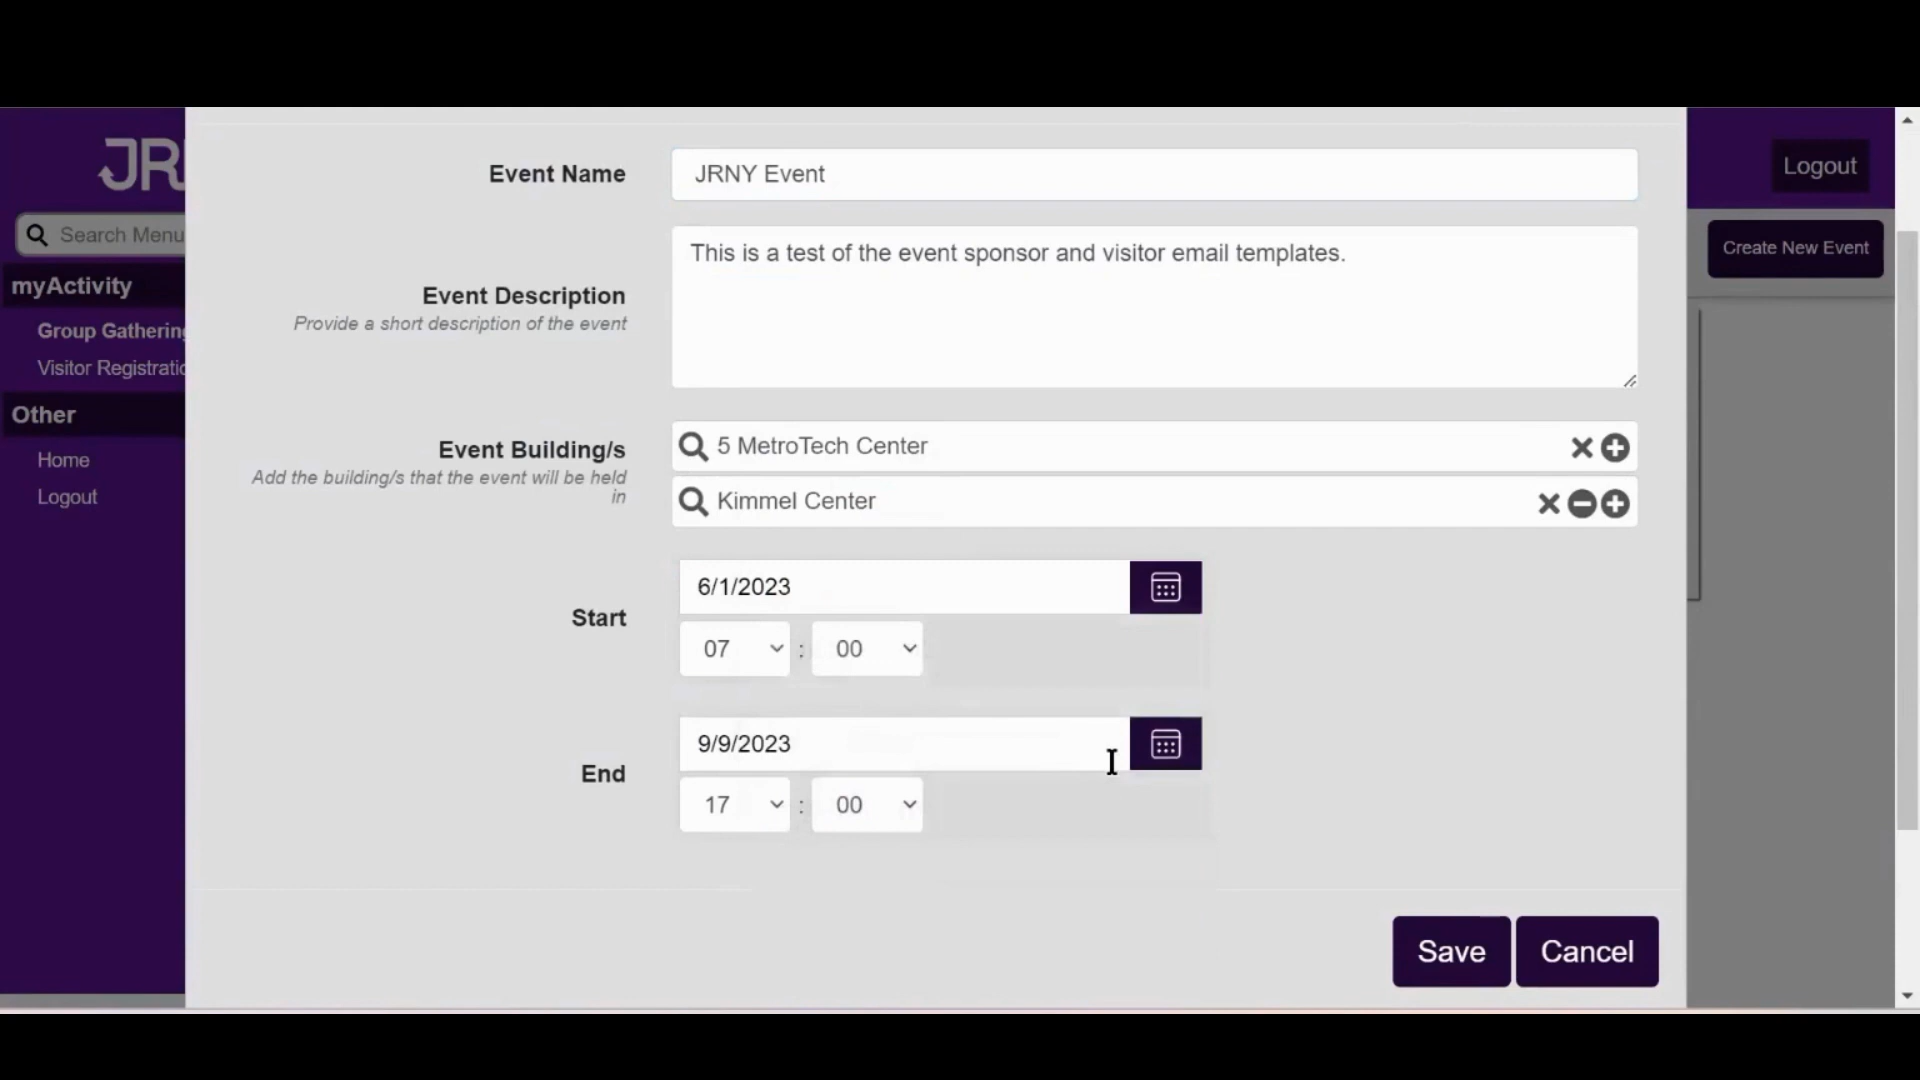 JR
Search Menu
myActivity
Group Gathering
Visitor Registratio
Other
Home
Logout
Event Name
JRNY Event
Event Description
Provide a short description of the event
This is a test of the event sponsor and visitor email templates.
Event Building/s
Add the building/s that the event will be held
in
5 MetroTech Center
Kimmel Center
Start
6/1/2023
07 : 00
End
9/9/2023
17 : 00
Save
Cancel
Logout
Create New Event